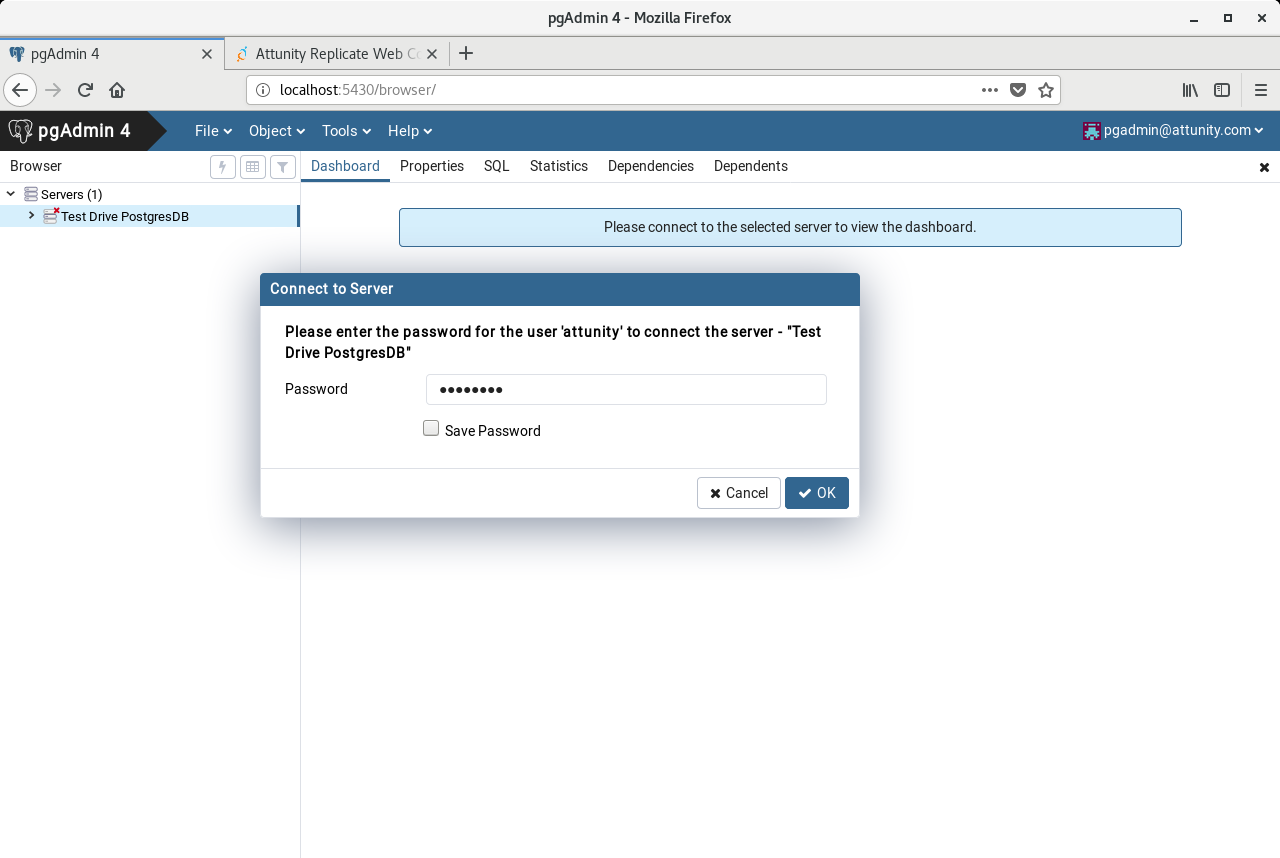 pgAdmin 4 - Mozilla Firefox
pgAdmin 4
Attunity Replicate Web C
localhost:5430/browser/
pgAdmin 4
File
Object
Tools
Help
pgadmin@attunity.com
Browser
Dashboard
Properties
SQL
Statistics
Dependencies
Dependents
Servers (1)
Test Drive PostgresDB
Please connect to the selected server to view the dashboard.
Connect to Server
Please enter the password for the user 'attunity' to connect the server - "Test
Drive PostgresDB"
Password
••••••••
Save Password
Cancel
OK